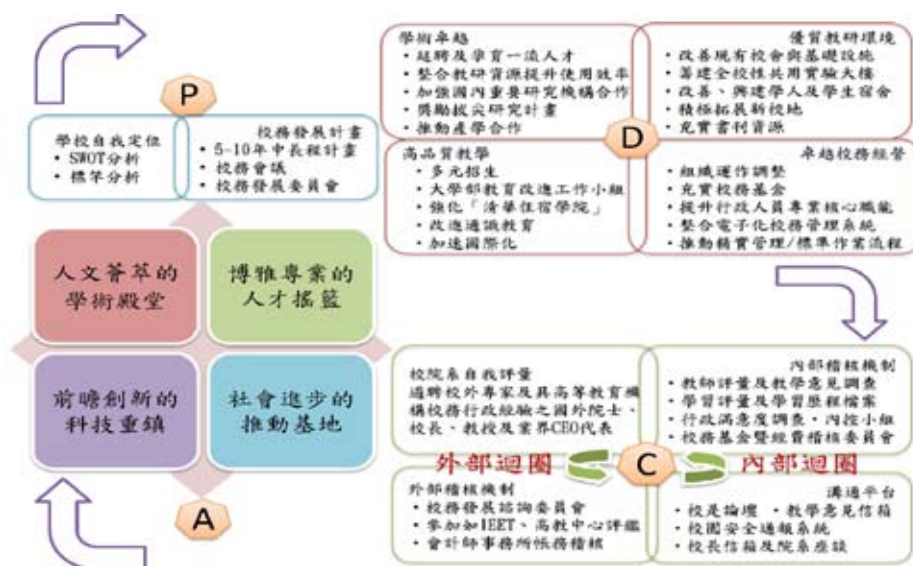 P
學校自我定位
• SWOT分析
• 標竿分析
校務發展計畫
• 5-10年中長程計畫
• 校務會議
• 校務發展委員會
學術卓越
• 延聘及孕育一流人才
• 整合教研資源提升使用效率
• 加強國內重要研究機構合作
• 獎勵拔尖研究計畫
• 推動產學合作
優質教研環境
• 改善現有校舍與基礎設施
• 籌建全校性共用實驗大樓
• 改善、興建學人及學生宿舍
• 積極拓展新校地
• 充實書刊資源
D
高品質教學
• 多元招生
• 大學部教育改進工作小組
• 強化「清華住宿學院」
• 改進通識教育
• 加速國際化
卓越校務經營
• 組織運作調整
• 充實校務基金
• 提升行政人員專業核心職能
• 整合電子化校務管理系統
• 推動精實管理/標準作業流程
人文薈萃的
學術殿堂
博雅專業的
人才搖籃
前瞻創新的
科技重鎮
社會進步的
推動基地
A
校院系自我評量
遴聘校外專家及具高等教育機
構校務行政經驗之國外院士、
校長、教授及業界CEO代表
內部稽核機制
• 教師評量及教學意見調查
• 學習評量及學習歷程檔案
• 行政滿意度調查、內控小組
• 校務基金暨經費稽核委員會
外部迴圈
C
內部迴圈
外部稽核機制
• 校務發展諮詢委員會
• 參加如IEET、高教中心評鑑
• 會計師事務所帳務稽核
溝通平台
• 校是論壇 • 教學意見信箱
• 校園安全通報系統
• 校長信箱及院系座談